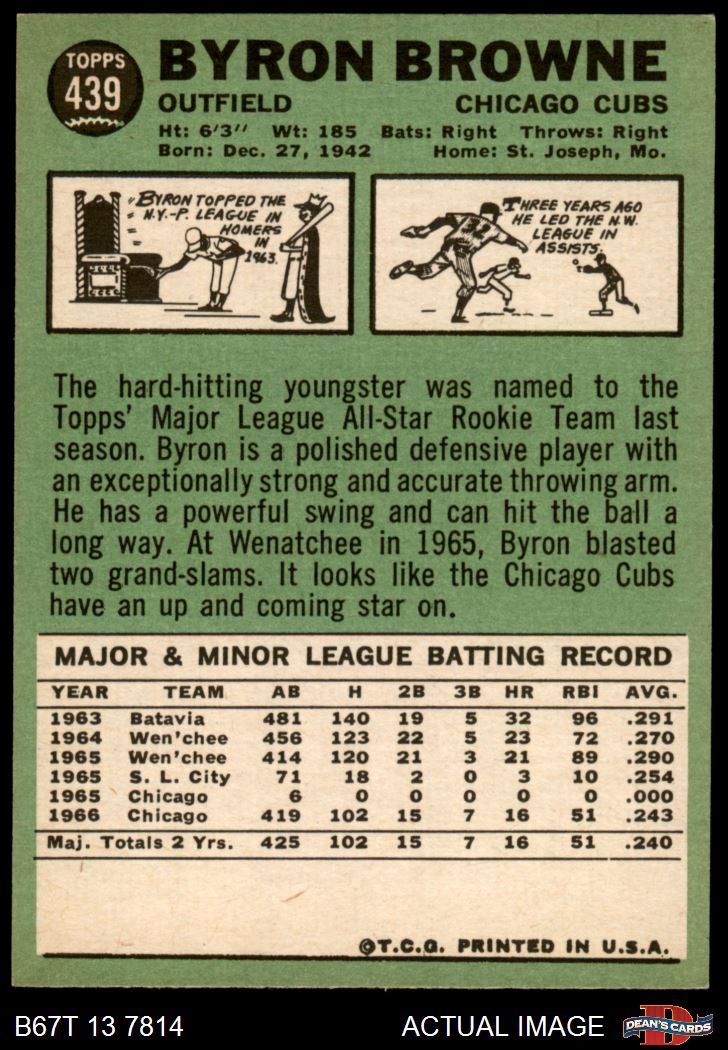 TOPPS
439
BYRON BROWNE
OUTFIELD CHICAGO CUBS
Ht: 6'3" Wt: 185 Bats: Right Throws: Right
Born: Dec. 27, 1942 Home: St. Joseph, Mo.
BYRON TOPPED THE
N.Y.-P. LEAGUE IN
HOMERS
IN
1963.
THREE YEARS AGO
HE LED THE N.W.
LEAGUE IN
ASSISTS.
The hard-hitting youngster was named to the
Topps' Major League All-Star Rookie Team last
season. Byron is a polished defensive player with
an exceptionally strong and accurate throwing arm.
He has a powerful swing and can hit the ball a
long way. At Wenatchee in 1965, Byron blasted
two grand-slams. It looks like the Chicago Cubs
have an up and coming star on.
MAJOR & MINOR LEAGUE BATTING RECORD
YEAR TEAM AB H 2B 3B HR RBI AVG.
1963 Batavia 481 140 19 5 32 96 .291
1964 Wen'chee 456 123 22 5 23 72 .270
1965 Wen'chee 414 120 21 3 21 89 .290
1965 S. L. City 71 18 2 0 3 10 .254
1965 Chicago 6 0 0 0 0 0 .000
1966 Chicago 419 102 15 7 16 51 .243
Maj. Totals 2 Yrs. 425 102 15 7 16 51 .240
©T.C.G. PRINTED IN U.S.A.
B67T 13 7814 ACTUAL IMAGE
D
DEAN'S CARDS